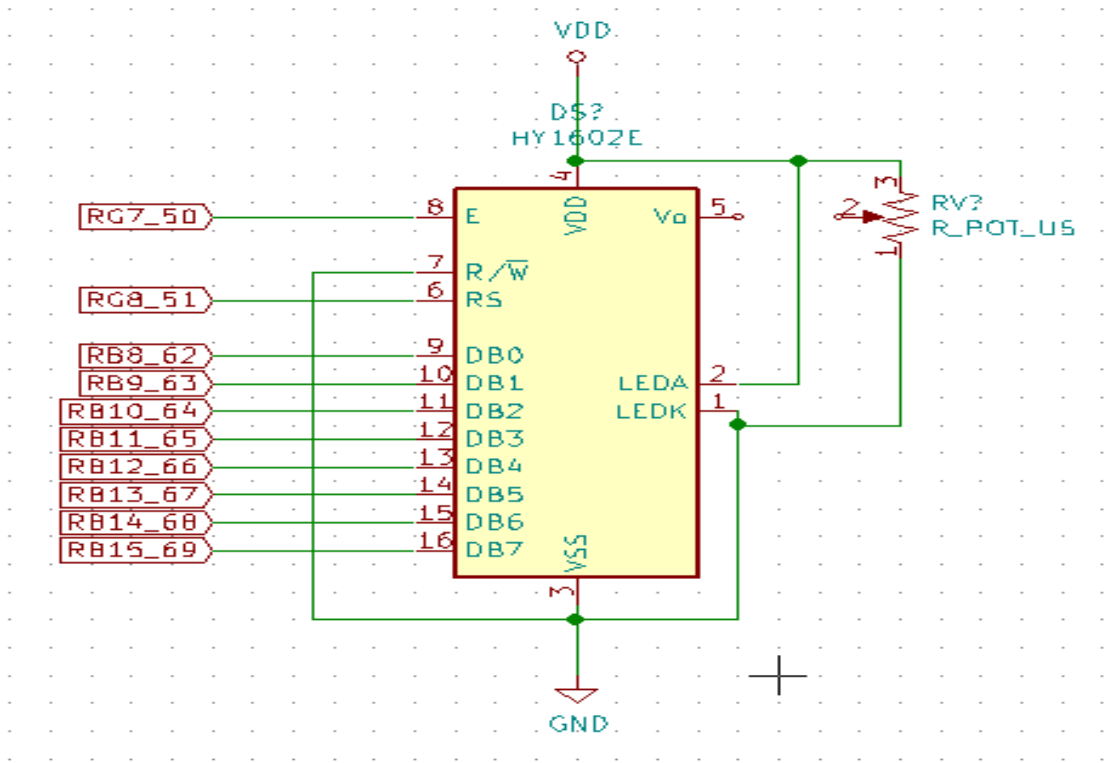 VDD
DS?
HY1602E
4
RG7_50
8
E
VDD
Vo
5
2
3
RV?
R_POT_US
1
7
R/W̅
RG8_51
6
RS
RB8_62
9
DB0
RB9_63
10
DB1
LEDA
2
RB10_64
11
DB2
LEDK
1
RB11_65
12
DB3
RB12_66
13
DB4
RB13_67
14
DB5
RB14_68
15
DB6
RB15_69
16
DB7
VSS
3
GND